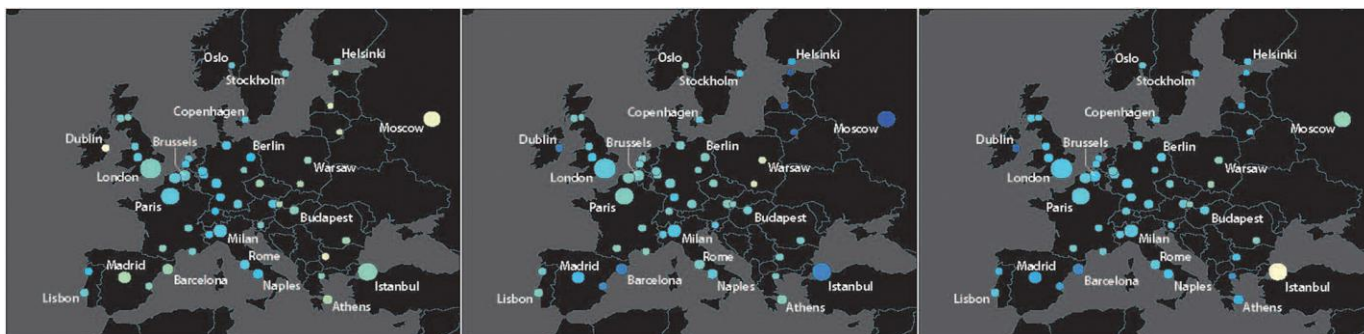 Oslo
Helsinki
Stockholm
Copenhagen
Moscow
Dublin
Brussels
Berlin
London
Warsaw
Paris
Budapest
Milan
Madrid
Rome
Barcelona
Naples
Istanbul
Lisbon
Athens
Oslo
Helsinki
Stockholm
Copenhagen
Moscow
Dublin
Brussels
Berlin
London
Warsaw
Paris
Budapest
Milan
Madrid
Rome
Barcelona
Naples
Istanbul
Lisbon
Athens
Oslo
Helsinki
Stockholm
Copenhagen
Moscow
Dublin
Brussels
Berlin
London
Warsaw
Paris
Budapest
Milan
Madrid
Rome
Barcelona
Naples
Istanbul
Lisbon
Athens